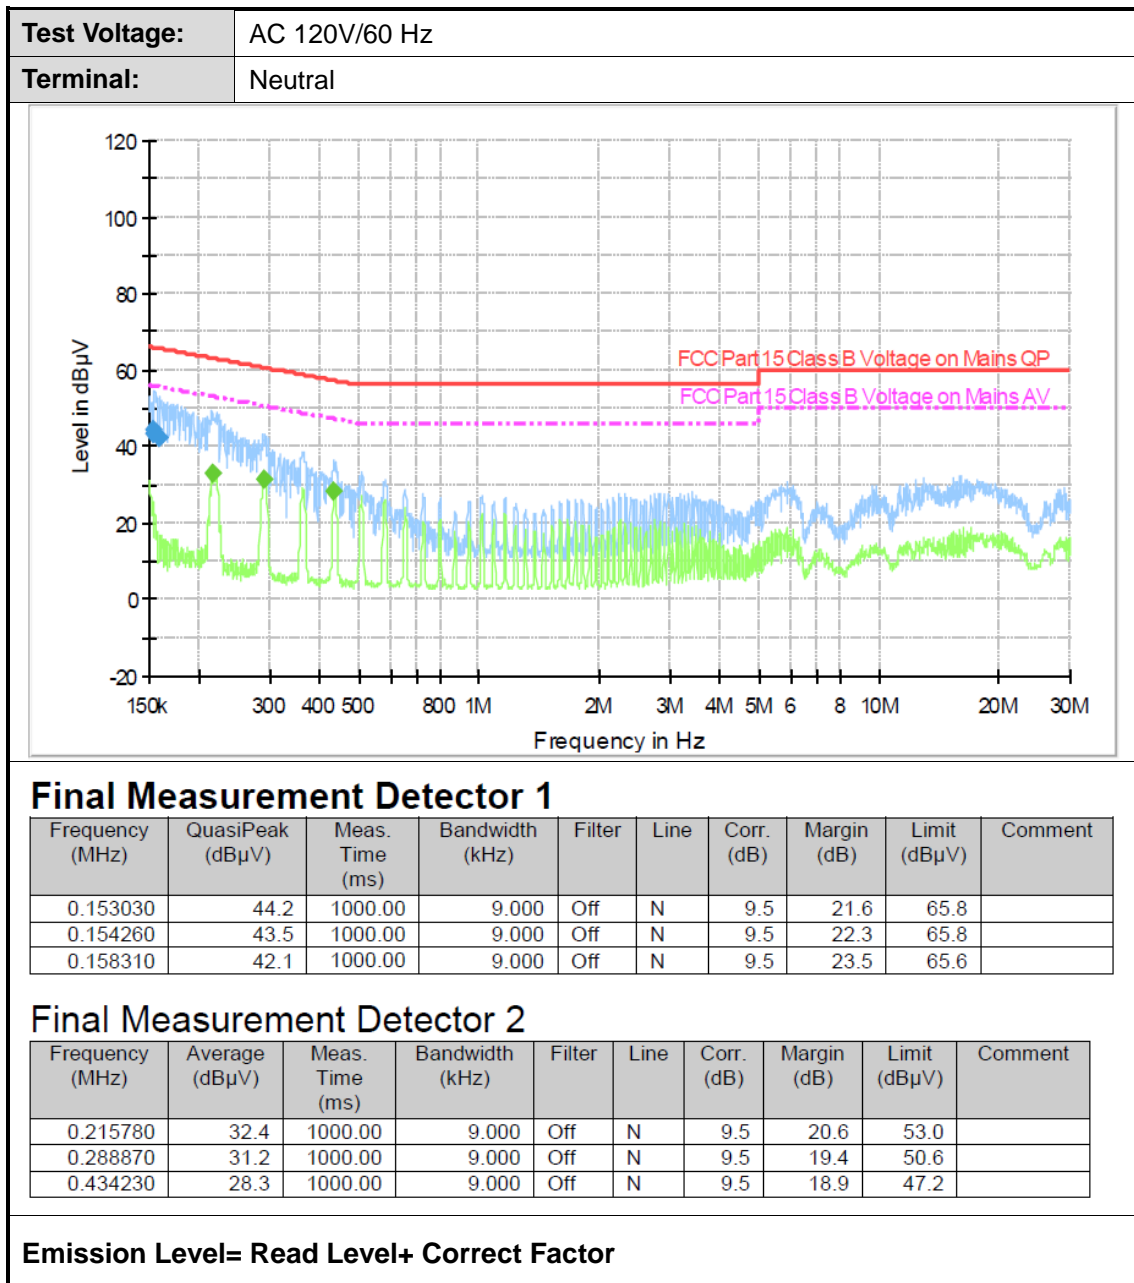 Test Voltage: AC 120V/60 Hz
Terminal: Neutral
120
100
80
60
40
20
0
-20
Level in dBµV
FCC Part 15 Class B Voltage on Mains QP
FCC Part 15 Class B Voltage on Mains AV
150k 300 400 500 800 1M 2M 3M 4M 5M 6 8 10M 20M 30M
Frequency in Hz
Final Measurement Detector 1
Frequency (MHz) QuasiPeak (dBµV) Meas. Time (ms) Bandwidth (kHz) Filter Line Corr. (dB) Margin (dB) Limit (dBµV) Comment
0.153030 44.2 1000.00 9.000 Off N 9.5 21.6 65.8
0.154260 43.5 1000.00 9.000 Off N 9.5 22.3 65.8
0.158310 42.1 1000.00 9.000 Off N 9.5 23.5 65.6
Final Measurement Detector 2
Frequency (MHz) Average (dBµV) Meas. Time (ms) Bandwidth (kHz) Filter Line Corr. (dB) Margin (dB) Limit (dBµV) Comment
0.215780 32.4 1000.00 9.000 Off N 9.5 20.6 53.0
0.288870 31.2 1000.00 9.000 Off N 9.5 19.4 50.6
0.434230 28.3 1000.00 9.000 Off N 9.5 18.9 47.2
Emission Level= Read Level+ Correct Factor